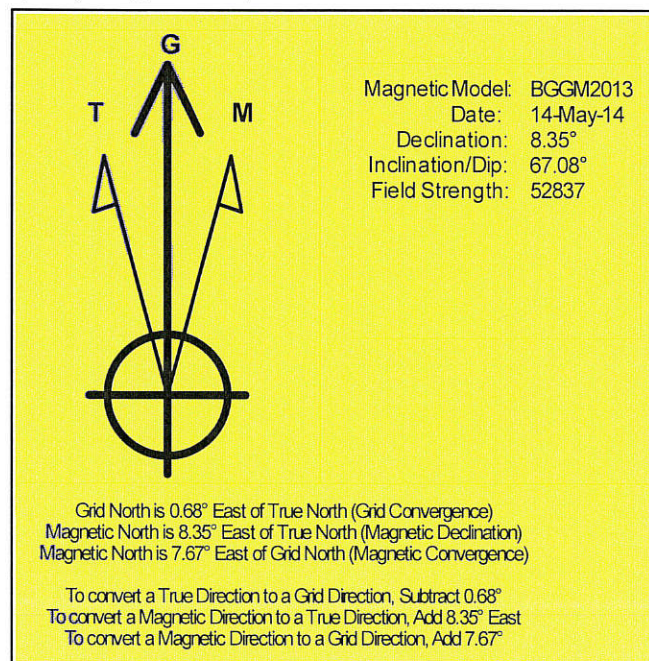 G
T M
Magnetic Model: BGGM2013
Date: 14-May-14
Declination: 8.35°
Inclination/Dip: 67.08°
Field Strength: 52837
Grid North is 0.68° East of True North (Grid Convergence)
Magnetic North is 8.35° East of True North (Magnetic Declination)
Magnetic North is 7.67° East of Grid North (Magnetic Convergence)
To convert a True Direction to a Grid Direction, Subtract 0.68°
To convert a Magnetic Direction to a True Direction, Add 8.35° East
To convert a Magnetic Direction to a Grid Direction, Add 7.67°